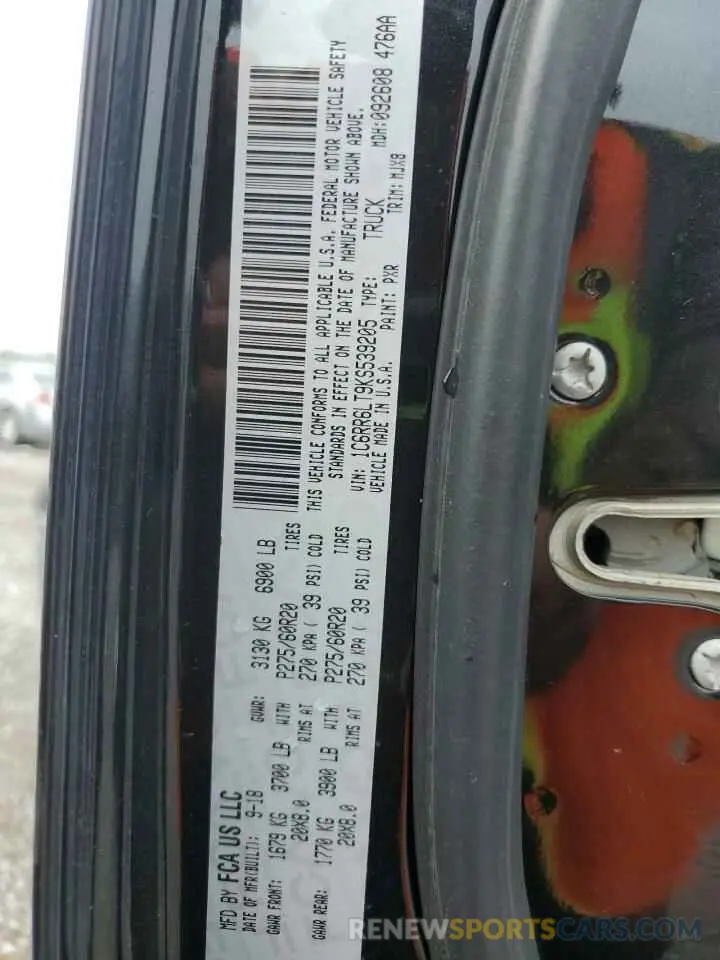 MFD BY FCA US LLC
DATE OF MFR(BUILT): 9-18 GVWR: 3130 KG 6900 LB
GAWR FRONT: 1679 KG 3700 LB WITH P275/60R20 TIRES
20X8.0 RIMS AT 270 KPA ( 39 PSI) COLD
GAWR REAR: 1770 KG 3900 LB WITH P275/60R20 TIRES
20X8.0 RIMS AT 270 KPA ( 39 PSI) COLD
THIS VEHICLE CONFORMS TO ALL APPLICABLE U.S.A. FEDERAL MOTOR VEHICLE SAFETY
STANDARDS IN EFFECT ON THE DATE OF MANUFACTURE SHOWN ABOVE.
VIN: 1C6RR6LT9KS539205 TYPE: TRUCK MDH:092608 476AA
VEHICLE MADE IN U.S.A. PAINT: PXR TRIM: MJX8
RENEWSPORTSCARS.COM